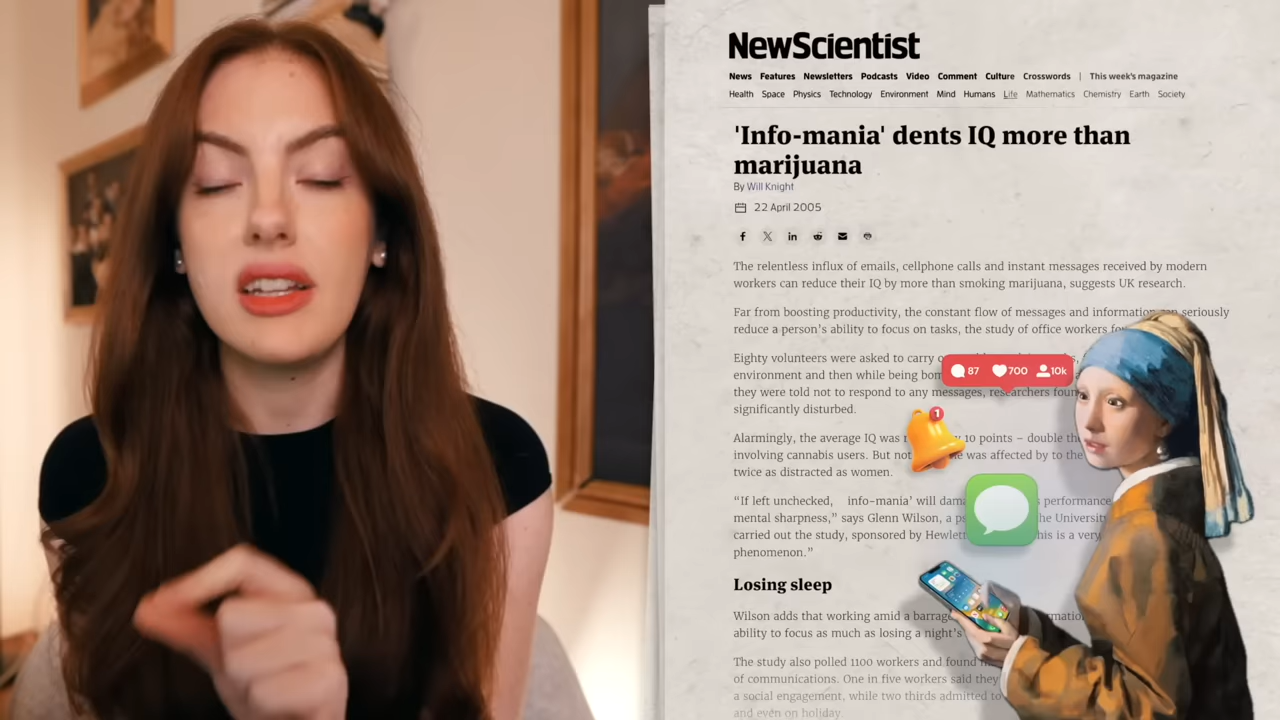 NewScientist
News Features Newsletters Podcasts Video Comment Culture Crosswords | This week's magazine
Health Space Physics Technology Environment Mind Humans Life Mathematics Chemistry Earth Society
'Info-mania' dents IQ more than
marijuana
By Will Knight
22 April 2005
The relentless influx of emails, cellphone calls and instant messages received by modern
workers can reduce their IQ by more than smoking marijuana, suggests UK research.
Far from boosting productivity, the constant flow of messages and information can seriously
reduce a person's ability to focus on tasks, the study of office workers
Eighty volunteers were asked to carry
87 700 10k
environment and then while being
they were told not to respond to any messages, researchers
significantly disturbed.
1
Alarmingly, the average IQ was 10 points – double
involving cannabis users. But not was affected by to the
twice as distracted as women.
“If left unchecked, info-mania’ will performance
mental sharpness,” says Glenn Wilson, a University
carried out the study, sponsored by is a very
phenomenon.”
Losing sleep
Wilson adds that working amid a
ability to focus as much as losing a night's
The study also polled 1100 workers and found
of communications. One in five workers said they
a social engagement, while two thirds admitted to
and even on holiday.